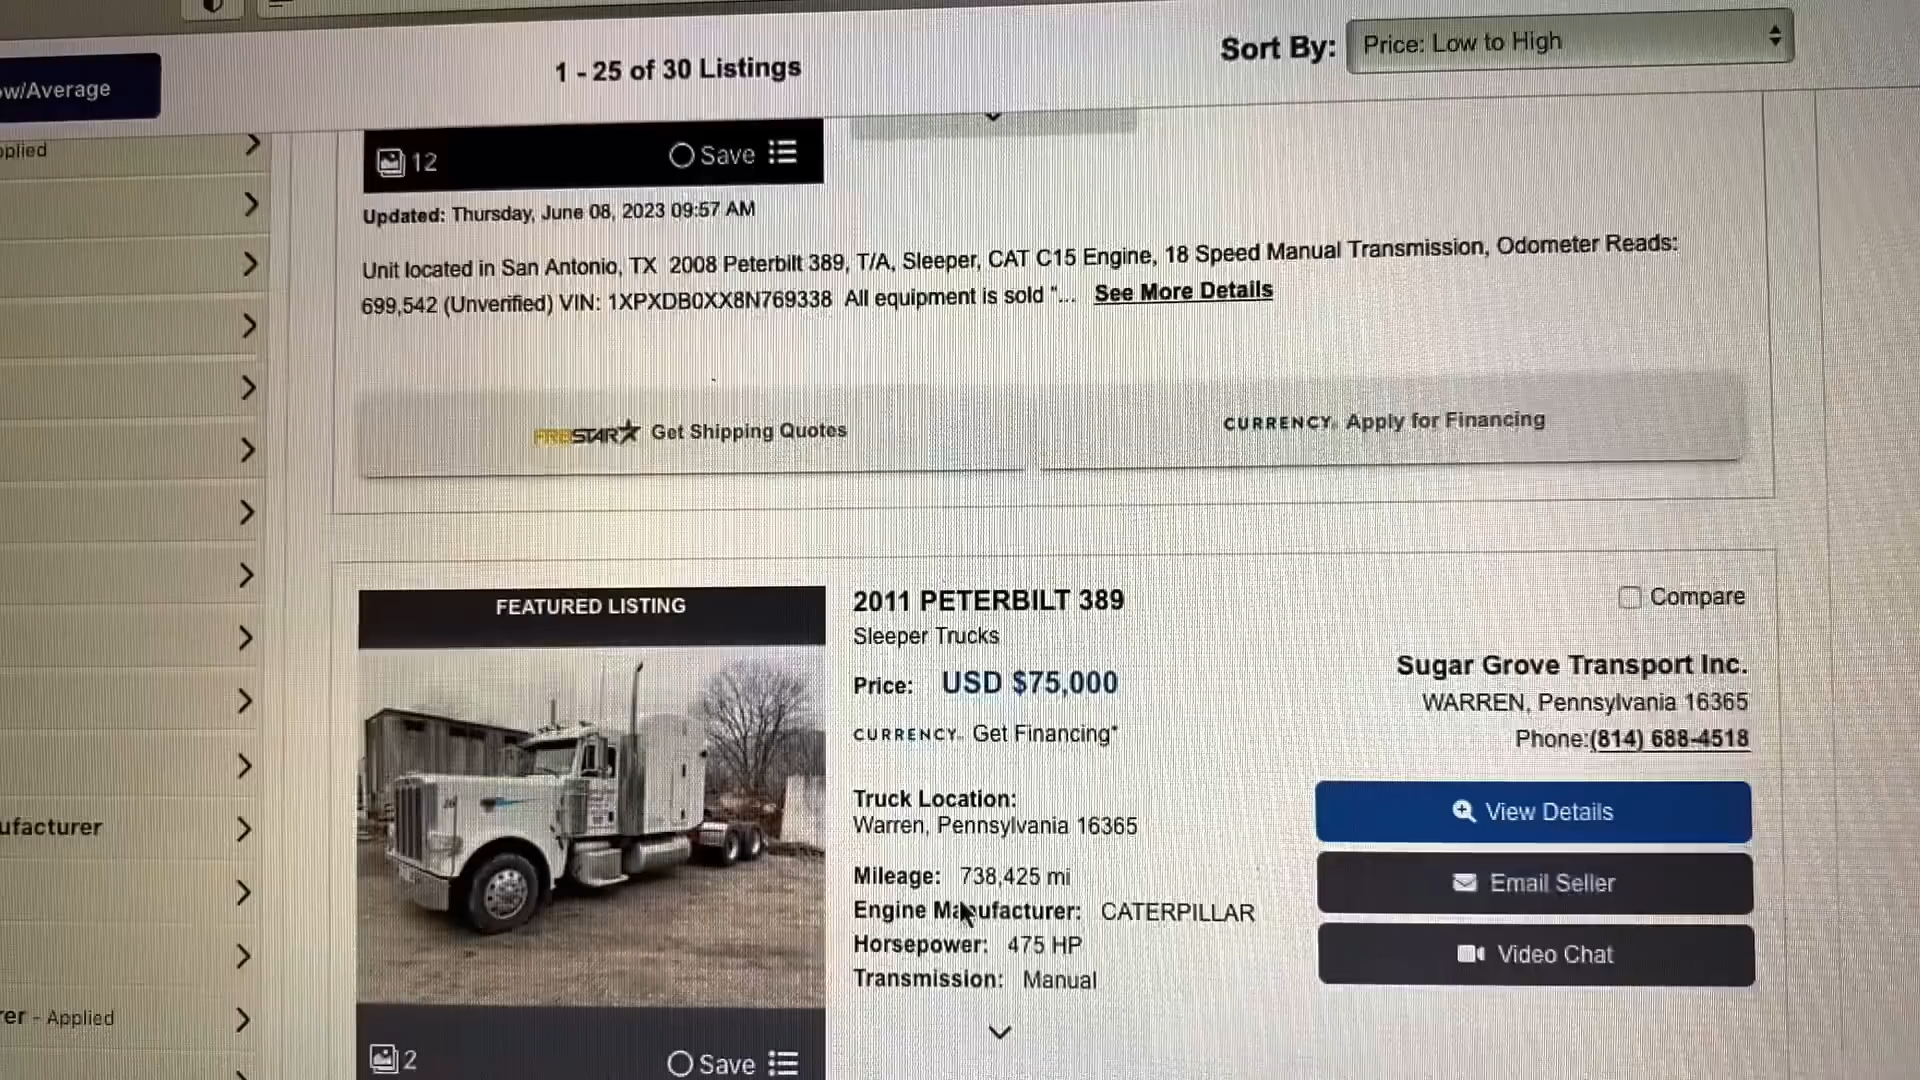 Sort By: Price: Low to High
1 - 25 of 30 Listings
ow/Average
pplied
12 Save
Updated: Thursday, June 08, 2023 09:57 AM
Unit located in San Antonio, TX 2008 Peterbilt 389, T/A, Sleeper, CAT C15 Engine, 18 Speed Manual Transmission, Odometer Reads:
699,542 (Unverified) VIN: 1XPXDB0XX8N769338 All equipment is sold "... See More Details
STAR Get Shipping Quotes
CURRENCY. Apply for Financing
FEATURED LISTING
2011 PETERBILT 389
Compare
Sleeper Trucks
Price: USD $75,000
CURRENCY. Get Financing*
Sugar Grove Transport Inc.
WARREN, Pennsylvania 16365
Phone:(814) 688-4518
Truck Location:
Warren, Pennsylvania 16365
View Details
Mileage: 738,425 mi
Engine Manufacturer: CATERPILLAR
Horsepower: 475 HP
Transmission: Manual
Email Seller
Video Chat
ufacturer
rer - Applied
2 Save